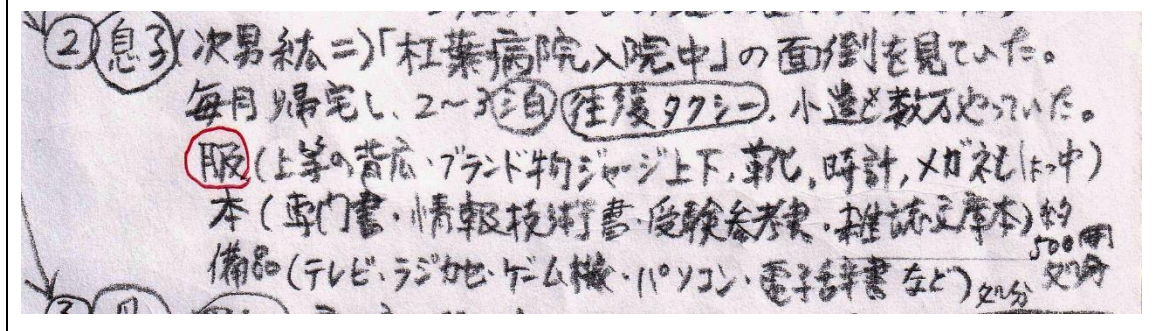 ②息子(次男紘二)「杠葉病院入院中」の面倒を見ていた。
毎月帰宅し、2〜3泊 往復タクシー、小遣も数万やっていた。
服(上等の背広・ブランド物ジャージ上下,靴,時計,メガネもしょっ中)
本(専門書・情報技術書・受験参考書・雑誌文庫本)約500冊処分
備品(テレビ・ラジカセ・ゲーム機・パソコン・電子辞書など)処分